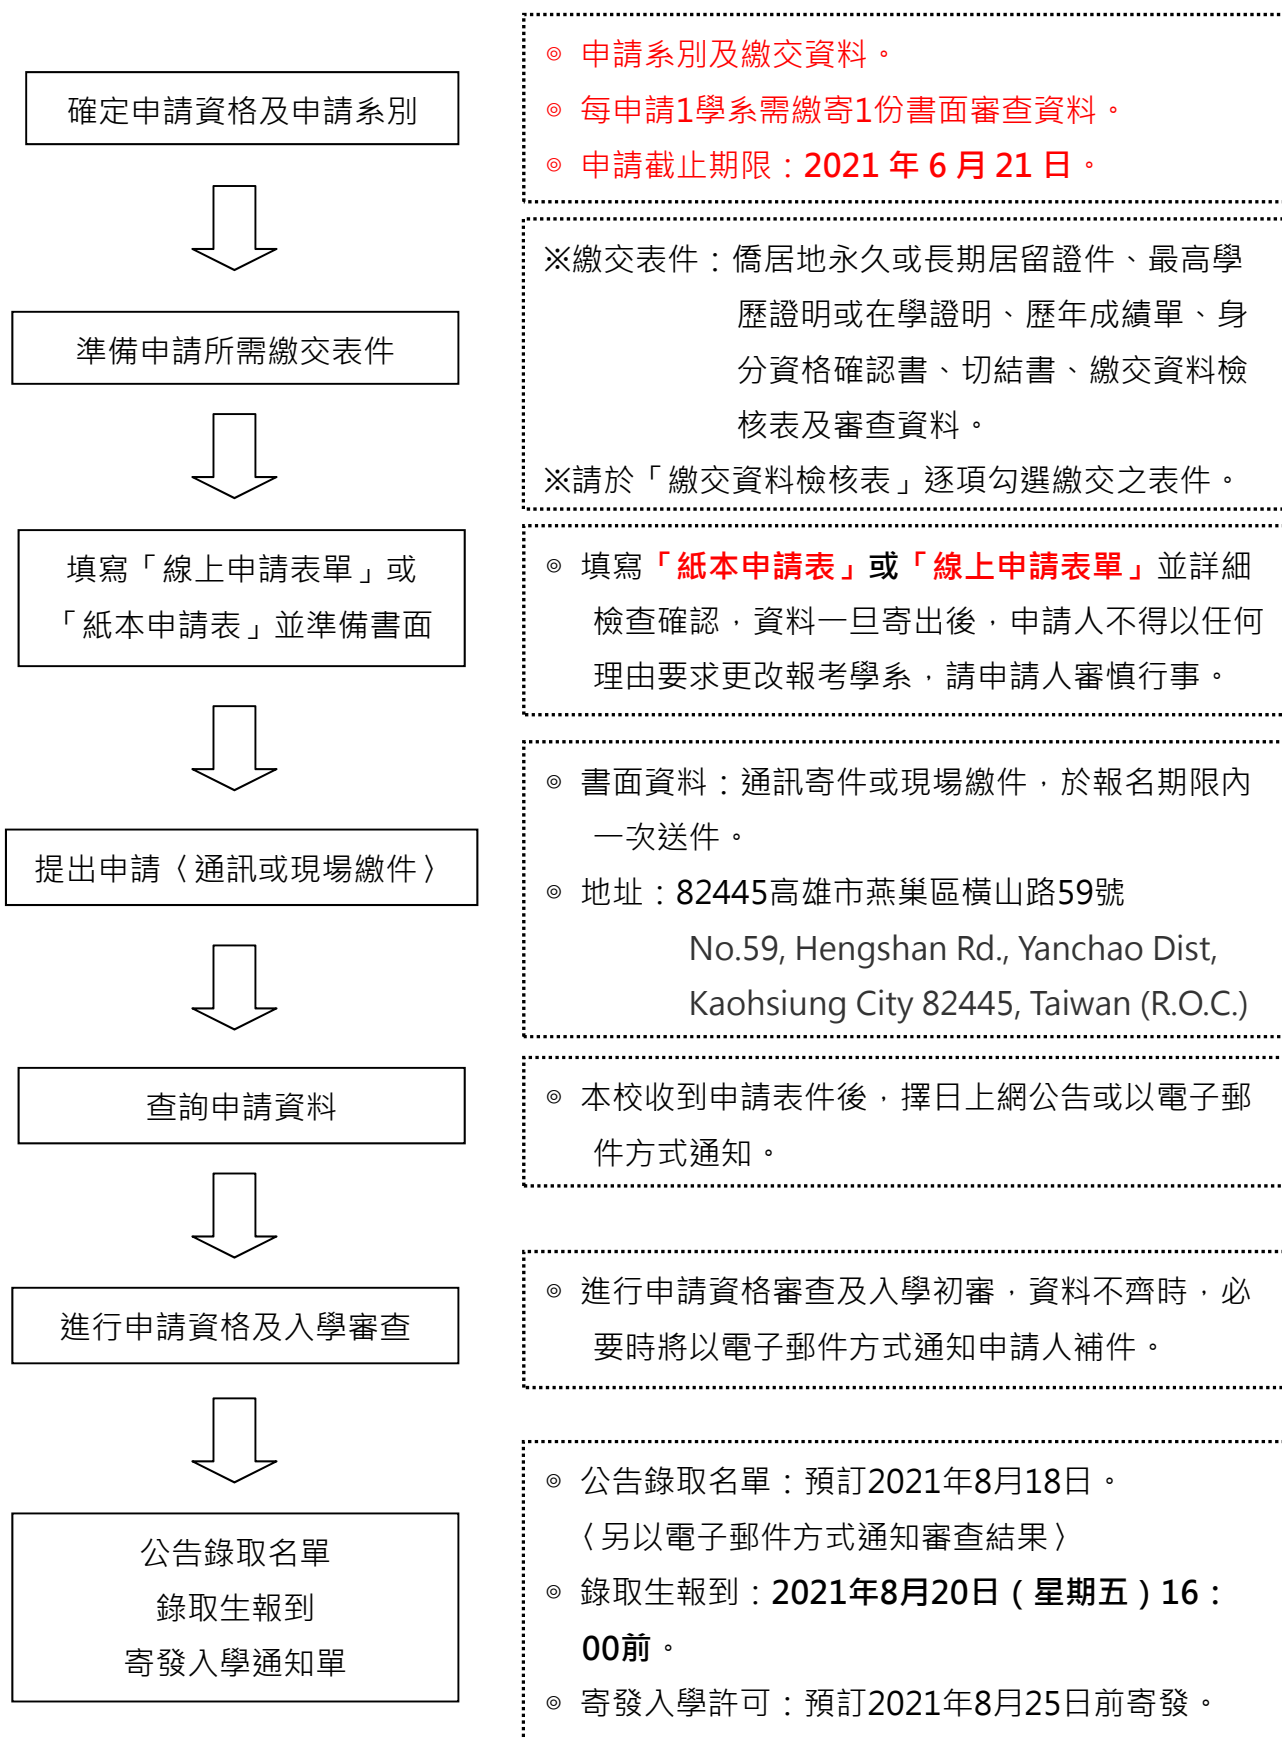 確定申請資格及申請系別
◎ 申請系別及繳交資料。
◎ 每申請1學系需繳寄1份書面審查資料。
◎ 申請截止期限：2021 年 6 月 21 日。
準備申請所需繳交表件
※繳交表件：僑居地永久或長期居留證件、最高學
歷證明或在學證明、歷年成績單、身
分資格確認書、切結書、繳交資料檢
核表及審查資料。
※請於「繳交資料檢核表」逐項勾選繳交之表件。
填寫「線上申請表單」或
「紙本申請表」並準備書面
◎ 填寫「紙本申請表」或「線上申請表單」並詳細
檢查確認，資料一旦寄出後，申請人不得以任何
理由要求更改報考學系，請申請人審慎行事。
提出申請〈通訊或現場繳件〉
◎ 書面資料：通訊寄件或現場繳件，於報名期限內
一次送件。
◎ 地址：82445高雄市燕巢區橫山路59號
No.59, Hengshan Rd., Yanchao Dist,
Kaohsiung City 82445, Taiwan (R.O.C.)
查詢申請資料
◎ 本校收到申請表件後，擇日上網公告或以電子郵
件方式通知。
進行申請資格及入學審查
◎ 進行申請資格審查及入學初審，資料不齊時，必
要時將以電子郵件方式通知申請人補件。
公告錄取名單
錄取生報到
寄發入學通知單
◎ 公告錄取名單：預訂2021年8月18日。
〈另以電子郵件方式通知審查結果〉
◎ 錄取生報到：2021年8月20日（星期五）16：
00前。
◎ 寄發入學許可：預訂2021年8月25日前寄發。